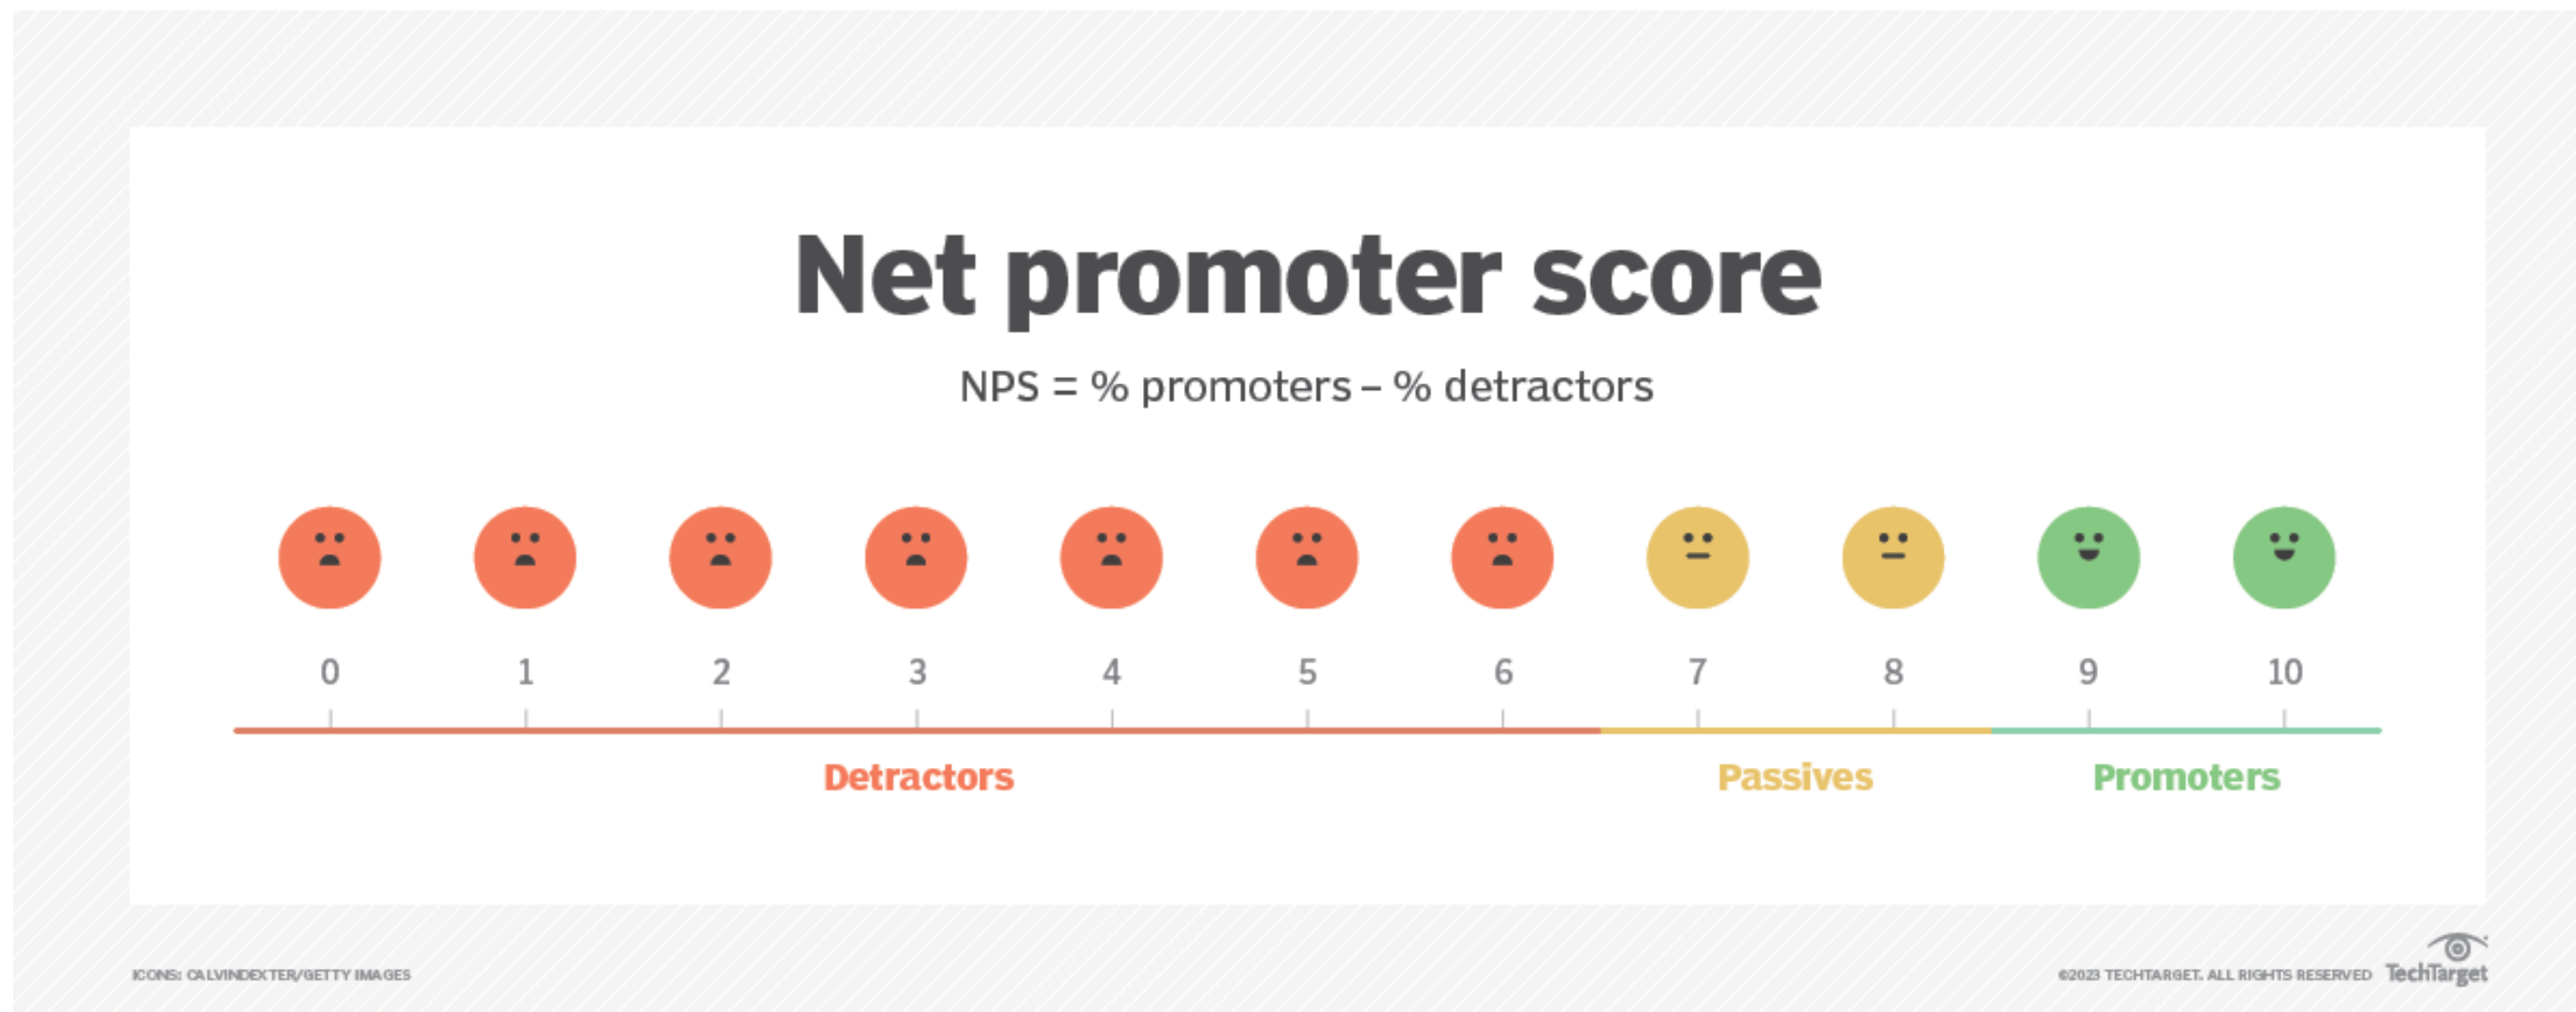 Net promoter score
NPS = % promoters – % detractors
0 1 2 3 4 5 6 7 8 9 10
Detractors Passives Promoters
ICONS: CALVINDEXTER/GETTY IMAGES
©2023 TECHTARGET. ALL RIGHTS RESERVED TechTarget